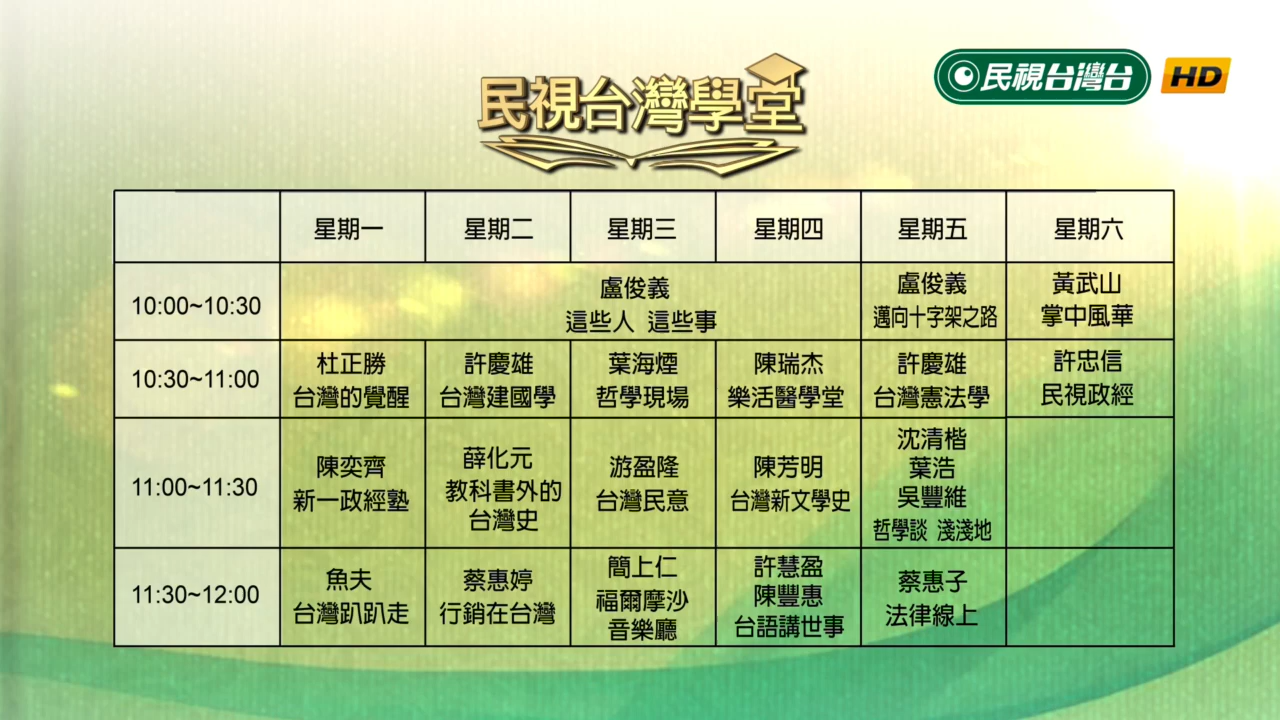 民視台灣學堂
民視台灣台 HD
星期一 星期二 星期三 星期四 星期五 星期六
10:00~10:30
盧俊義
這些人 這些事
盧俊義
邁向十字架之路
黃武山
掌中風華
10:30~11:00
杜正勝
台灣的覺醒
許慶雄
台灣建國學
葉海煙
哲學現場
陳瑞杰
樂活醫學堂
許慶雄
台灣憲法學
許忠信
民視政經
11:00~11:30
陳奕齊
新一政經塾
薛化元
教科書外的
台灣史
游盈隆
台灣民意
陳芳明
台灣新文學史
沈清楷
葉浩
吳豐維
哲學談 淺淺地
11:30~12:00
魚夫
台灣趴趴走
蔡惠婷
行銷在台灣
簡上仁
福爾摩沙
音樂廳
許慧盈
陳豐惠
台語講世事
蔡惠子
法律線上